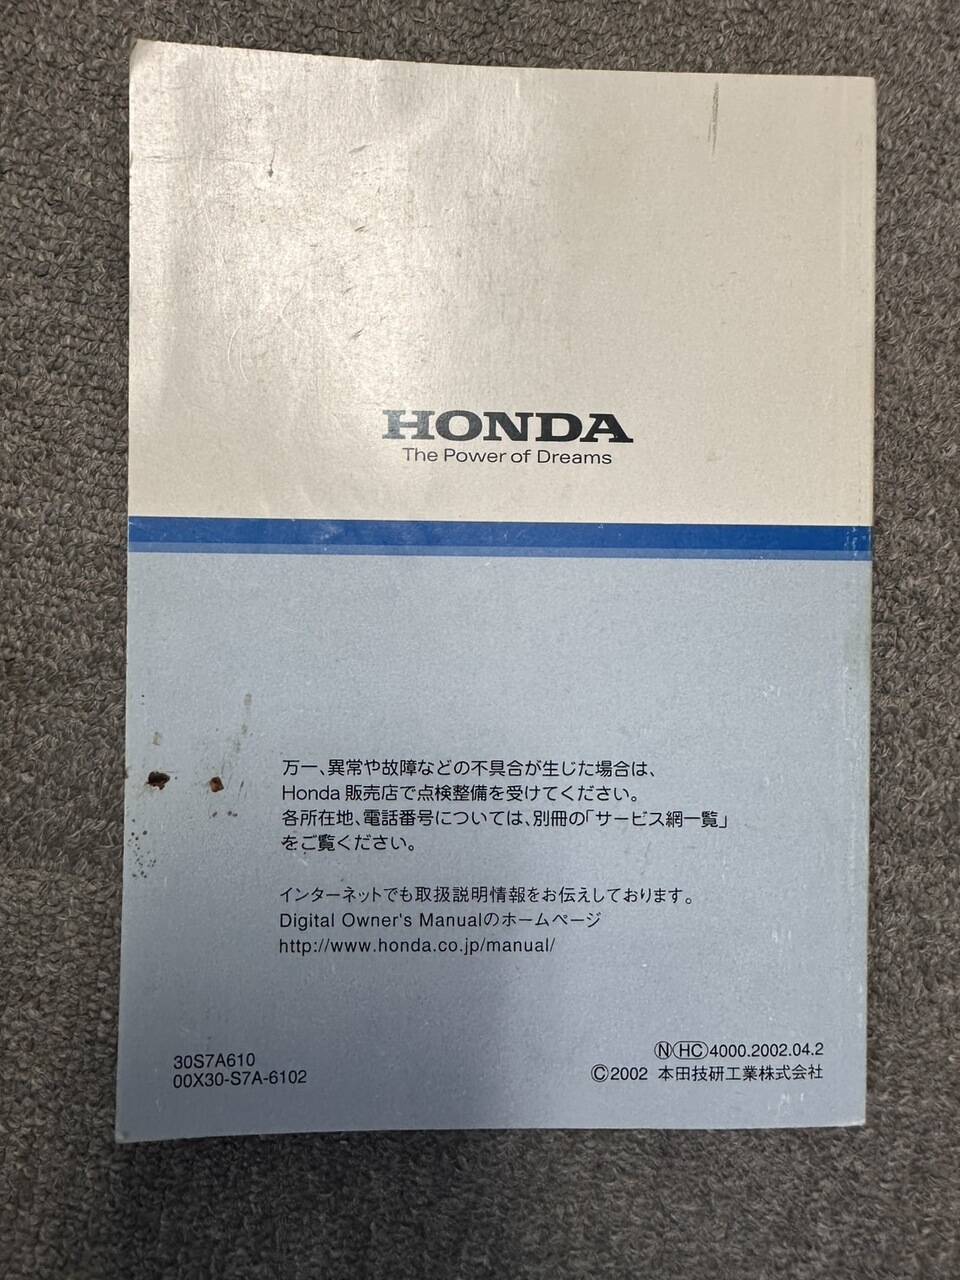 HONDA
The Power of Dreams
万一、異常や故障などの不具合が生じた場合は、
Honda 販売店で点検整備を受けてください。
各所在地、電話番号については、別冊の「サービス網一覧」
をご覧ください。
インターネットでも取扱説明情報をお伝えしております。
Digital Owner's Manualのホームページ
http://www.honda.co.jp/manual/
30S7A610
00X30-S7A-6102
Ⓝ HC 4000.2002.04.2
©2002 本田技研工業株式会社